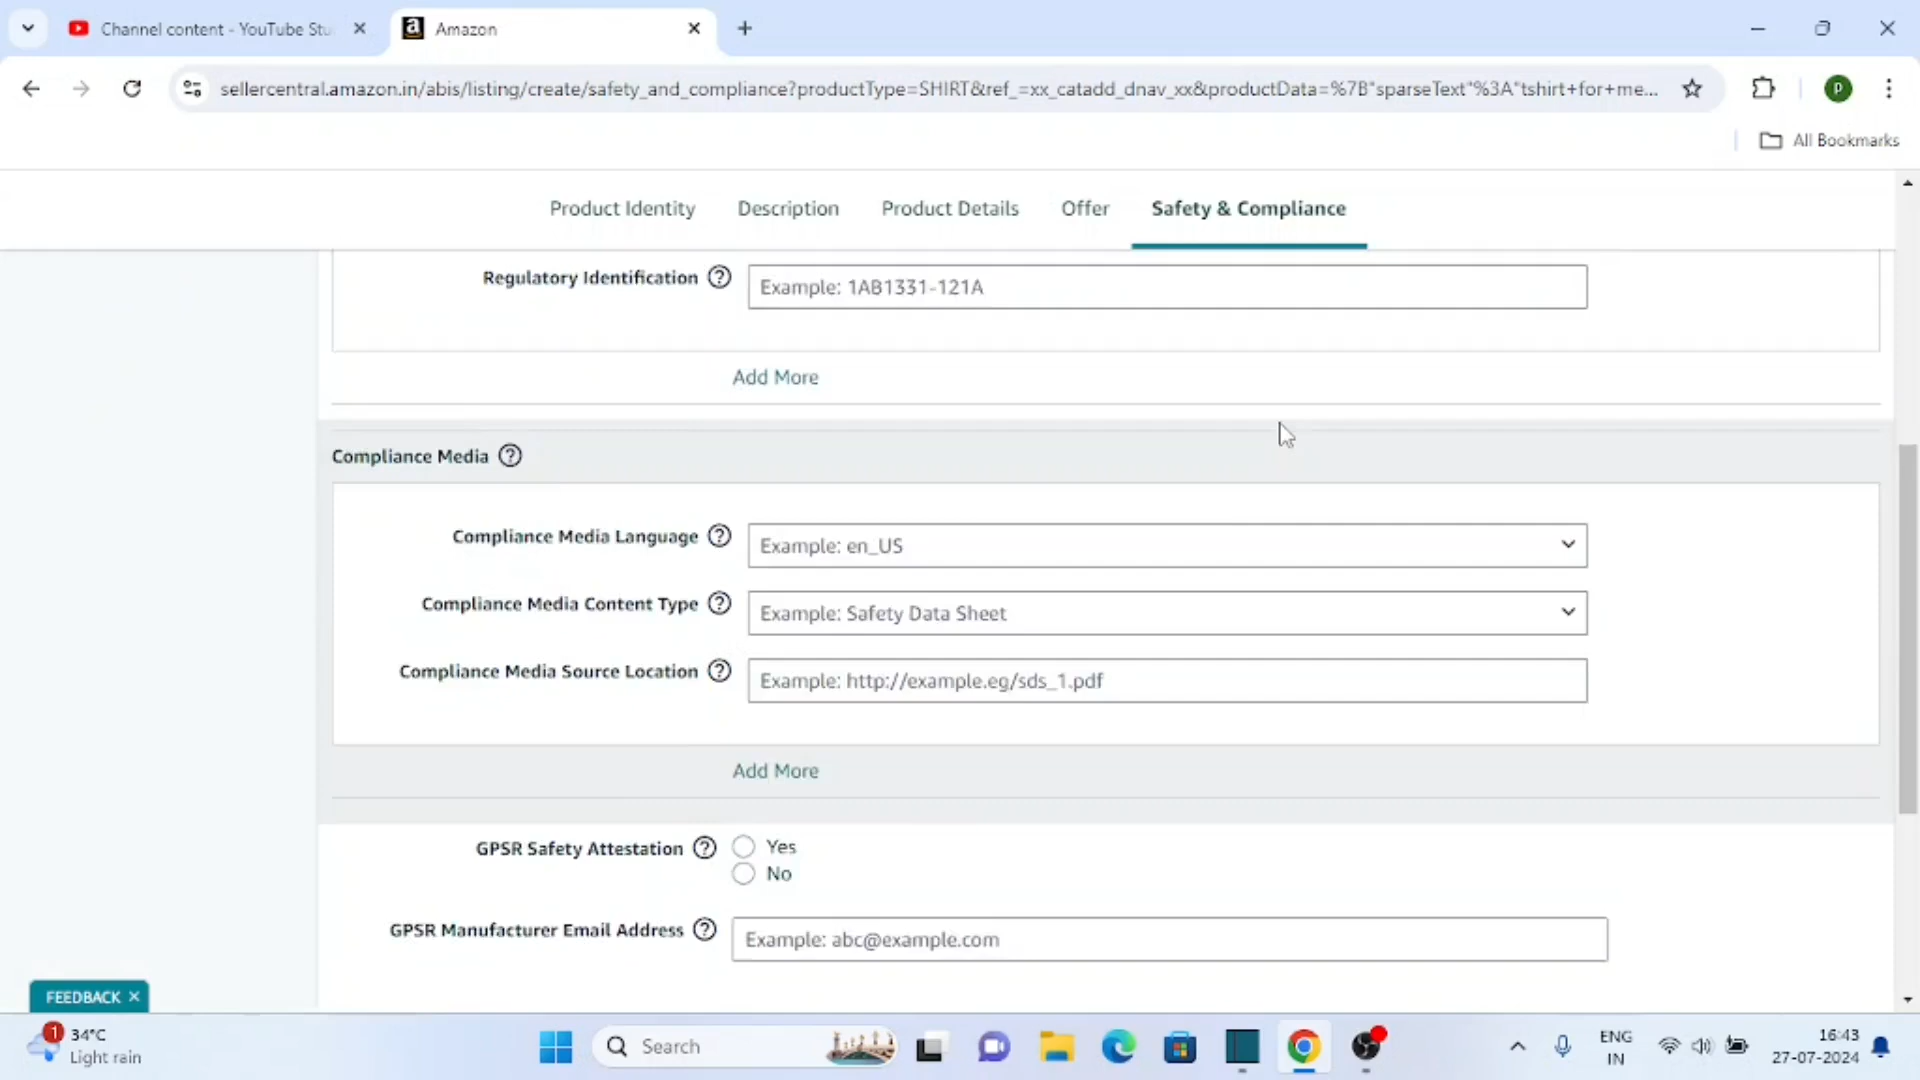 Channel content - YouTube Stu
Amazon
sellercentral.amazon.in/abis/listing/create/safety_and_compliance?productType=SHIRT&ref_=xx_catadd_dnav_xx&productData=%7B"sparseText"%3A"tshirt+for+me...
P
All Bookmarks
Product Identity
Description
Product Details
Offer
Safety & Compliance
Regulatory Identification
Example: 1AB1331-121A
Add More
Compliance Media
Compliance Media Language
Example: en_US
Compliance Media Content Type
Example: Safety Data Sheet
Compliance Media Source Location
Example: http://example.eg/sds_1.pdf
Add More
GPSR Safety Attestation
Yes
No
GPSR Manufacturer Email Address
Example: abc@example.com
FEEDBACK
1
34°C
Light rain
Search
ENG
IN
16:43
27-07-2024